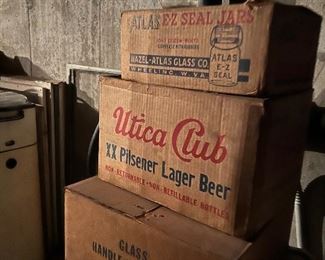 ATLAS E-Z SEAL JARS
HAZEL-ATLAS GLASS CO.
WHEELING, W. VA.
ATLAS
E-Z
SEAL
Utica Club
XX Pilsener Lager Beer
NON-RETURNABLE • NON-REFILLABLE BOTTLES
GLASS
HANDLE